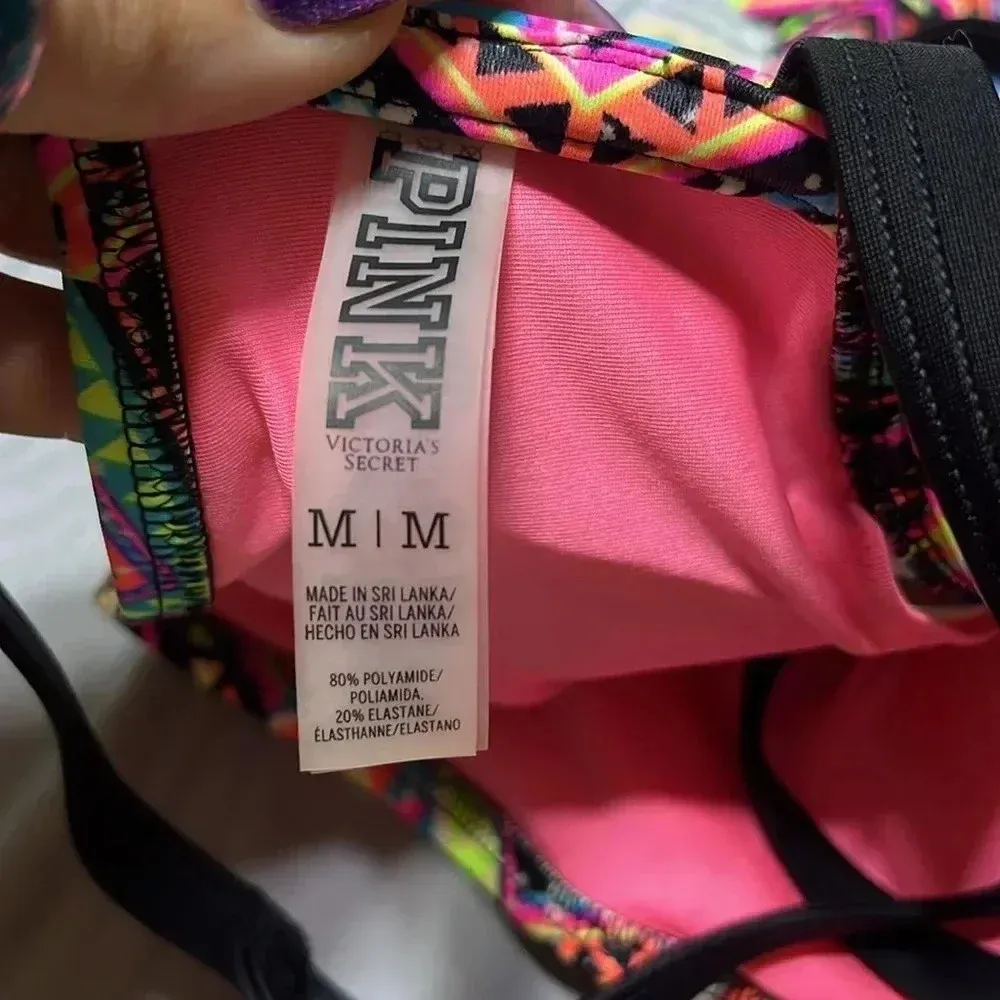 PINK
VICTORIA'S
SECRET
M | M
MADE IN SRI LANKA/
FAIT AU SRI LANKA/
HECHO EN SRI LANKA
80% POLYAMIDE/
POLIAMIDA,
20% ELASTANE/
ÉLASTHANNE/ELASTANO